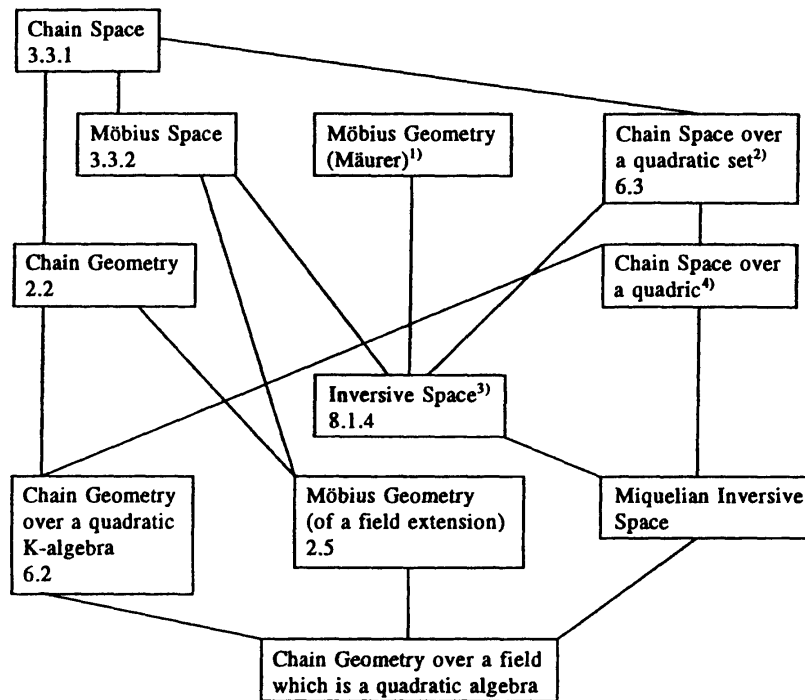 Chain Space
3.3.1
Möbius Space
3.3.2
Möbius Geometry
(Mäurer)1)
Chain Space over
a quadratic set2)
6.3
Chain Geometry
2.2
Chain Space over
a quadric4)
Inversive Space3)
8.1.4
Chain Geometry
over a quadratic
K-algebra
6.2
Möbius Geometry
(of a field extension)
2.5
Miquelian Inversive
Space
Chain Geometry over a field
which is a quadratic algebra